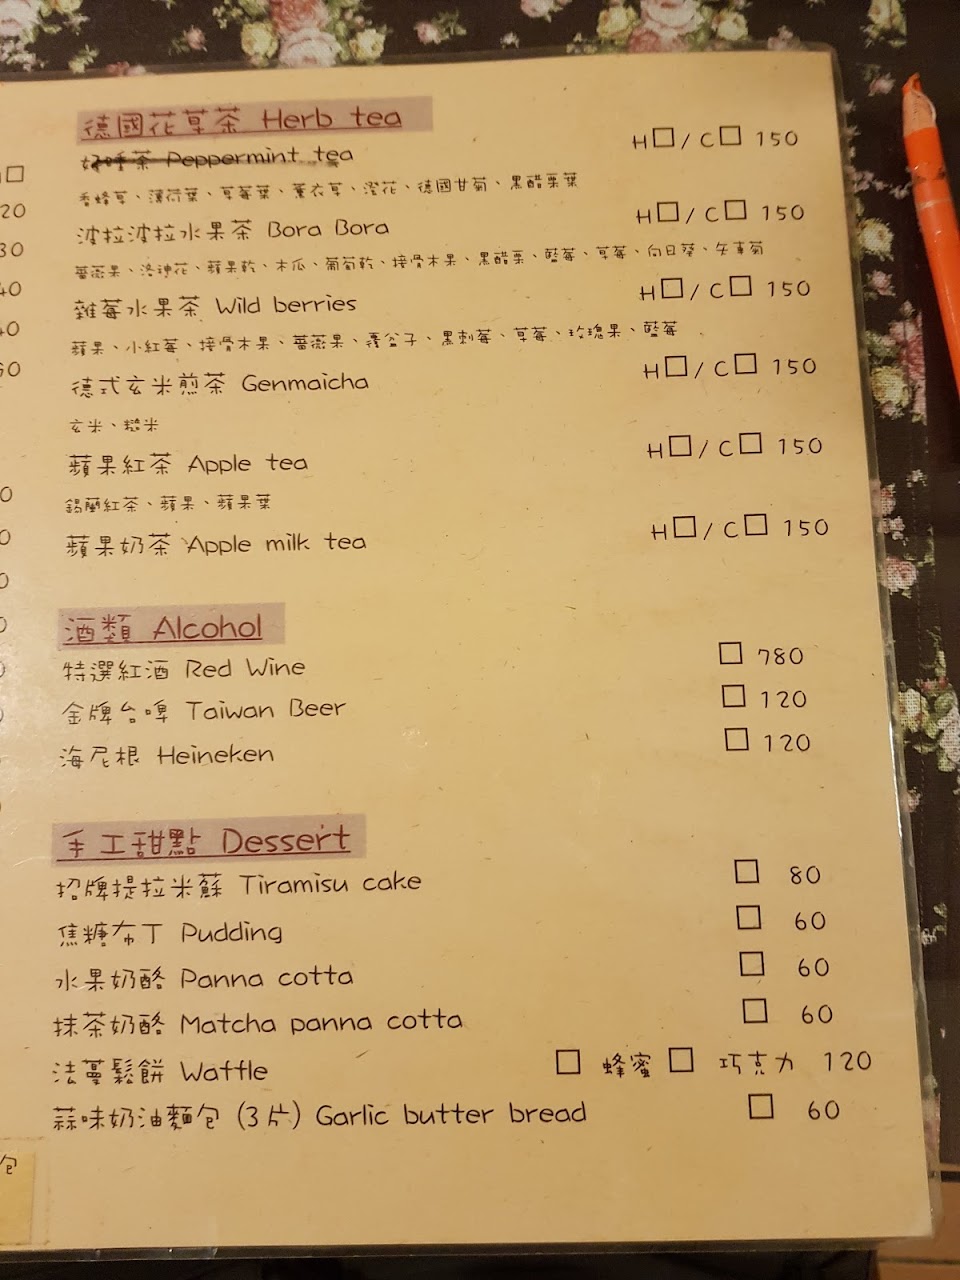 德國花草茶 Herb tea
好睡茶 Peppermint tea H□/C□ 150
香蜂草、薄荷葉、草莓葉、薰衣草、澄花、德國甘菊、黑醋栗葉
波拉波拉水果茶 Bora Bora H□/C□ 150
薔薇果、洛神花、蘋果乾、木瓜、葡萄乾、接骨木果、黑醋栗、藍莓、草莓、向日葵、矢車菊
雜莓水果茶 Wild berries H□/C□ 150
蘋果、小紅莓、接骨木果、薔薇果、覆盆子、黑刺莓、草莓、玫瑰果、藍莓
德式玄米煎茶 Genmaicha H□/C□ 150
玄米、糙米
蘋果紅茶 Apple tea H□/C□ 150
錫蘭紅茶、蘋果、蘋果葉
蘋果奶茶 Apple milk tea H□/C□ 150
酒類 Alcohol
特選紅酒 Red Wine □ 780
金牌台啤 Taiwan Beer □ 120
海尼根 Heineken □ 120
手工甜點 Dessert
招牌提拉米蘇 Tiramisu cake □ 80
焦糖布丁 Pudding □ 60
水果奶酪 Panna cotta □ 60
抹茶奶酪 Matcha panna cotta □ 60
法蔓鬆餅 Waffle □ 蜂蜜 □ 巧克力 120
蒜味奶油麵包 (3片) Garlic butter bread □ 60
包